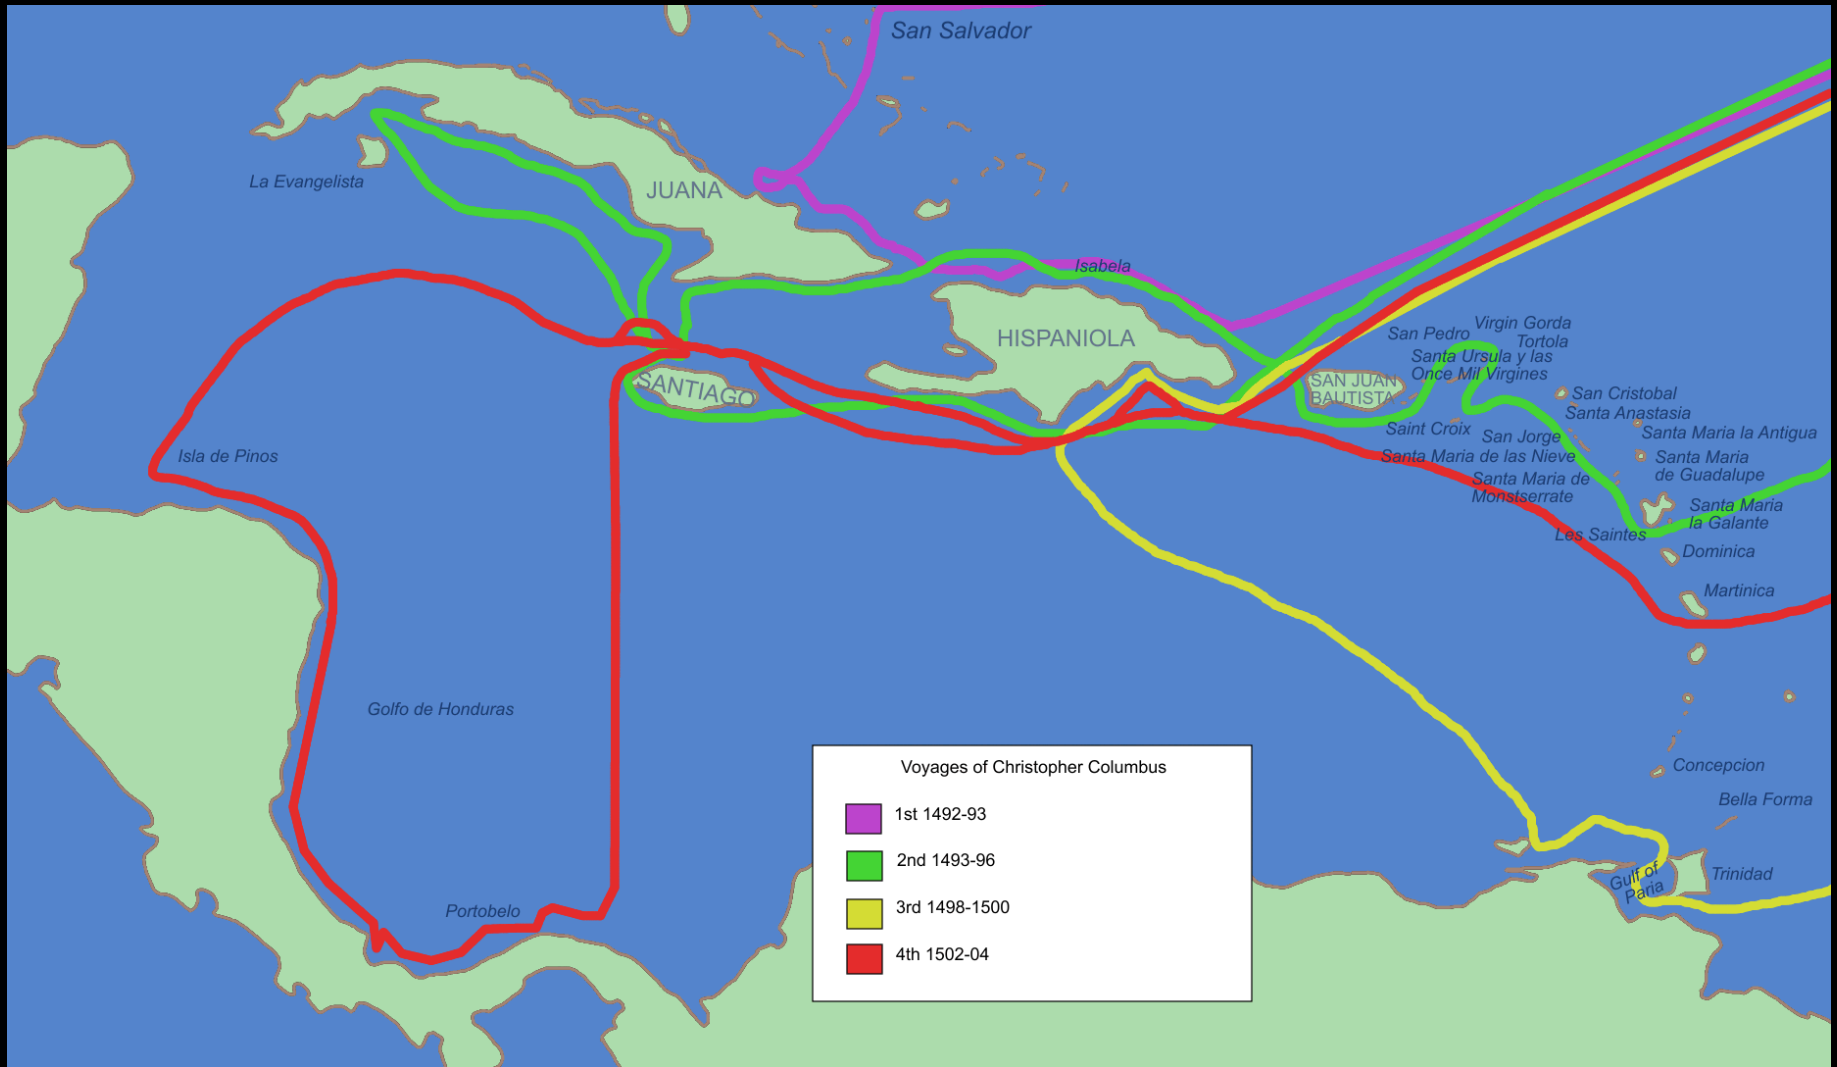 San Salvador
La Evangelista
JUANA
Isabela
HISPANIOLA
SANTIAGO
San Pedro
Virgin Gorda
Tortola
Santa Ursula y las
Once Mil Virgines
SAN JUAN
BAUTISTA
San Cristobal
Santa Anastasia
Saint Croix
San Jorge
Santa Maria la Antigua
Santa Maria de las Nieve
Santa Maria
de Guadalupe
Santa Maria de
Monstserrate
Santa Maria
la Galante
Les Saintes
Dominica
Martinica
Isla de Pinos
Golfo de Honduras
Portobelo
Concepcion
Bella Forma
Trinidad
Gulf of
Paria
Voyages of Christopher Columbus
1st 1492-93
2nd 1493-96
3rd 1498-1500
4th 1502-04